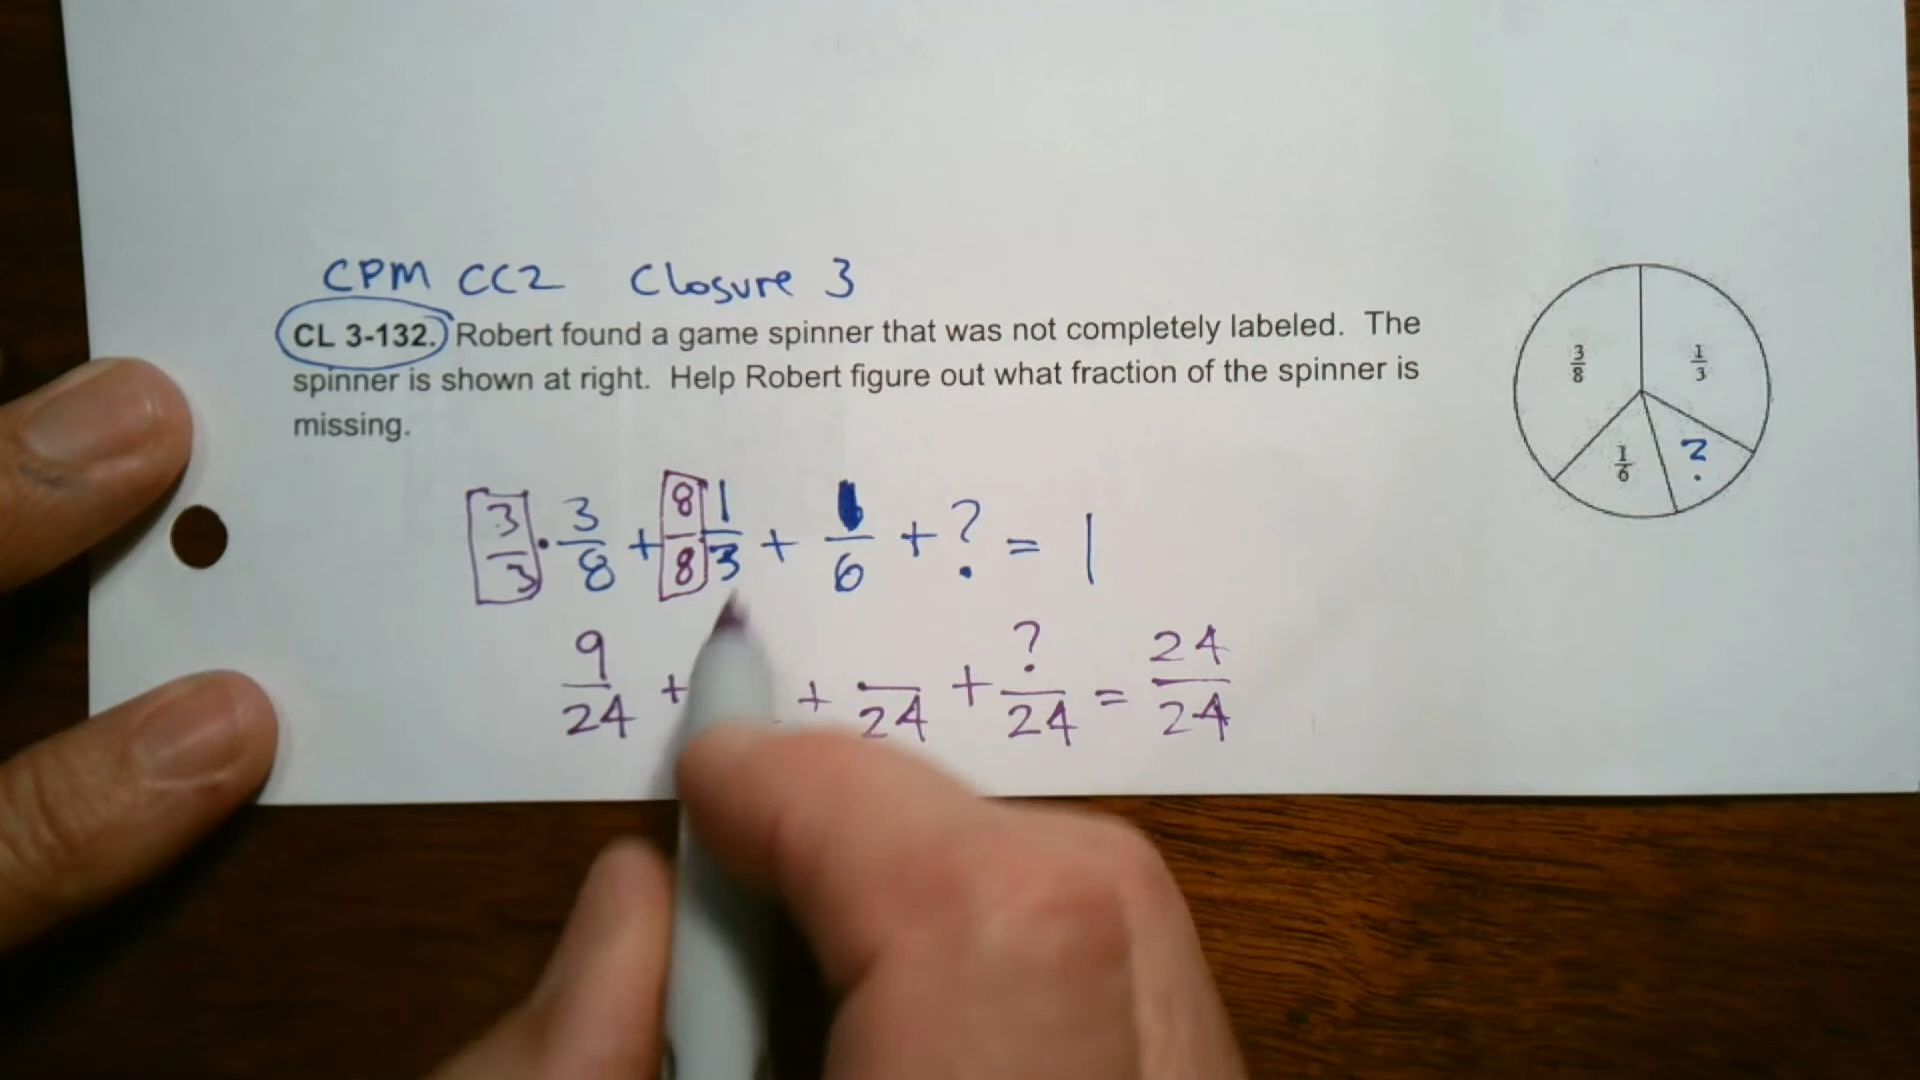 CPM CC2 Closure 3
CL 3-132. Robert found a game spinner that was not completely labeled. The
spinner is shown at right. Help Robert figure out what fraction of the spinner is
missing.
3/8 1/3
1/6 ?
3/3 · 3/8 + 8/8 1/3 + 1/6 + ? = 1
9/24 + + /24 + ?/24 = 24/24